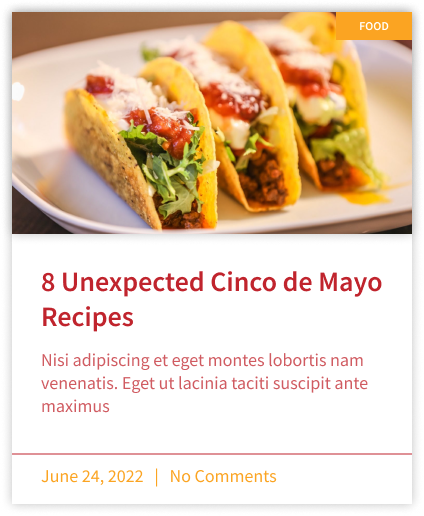 FOOD
8 Unexpected Cinco de Mayo
Recipes
Nisi adipiscing et eget montes lobortis nam
venenatis. Eget ut lacinia taciti suscipit ante
maximus
June 24, 2022 | No Comments